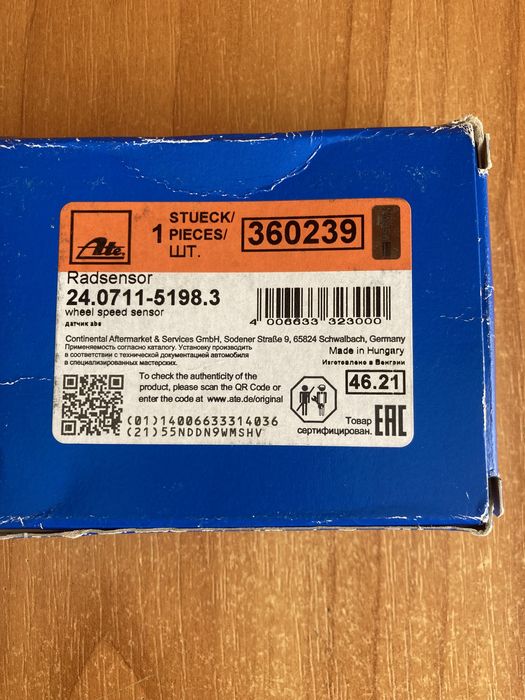 Ate
STUECK/
1 PIECES/
ШТ.
360239
Radsensor
24.0711-5198.3
wheel speed sensor
датчик abs
4 006633 323000
Continental Aftermarket & Services GmbH, Sodener Straße 9, 65824 Schwalbach, Germany
Применяемость согласно каталогу. Установку производить
в соответствии с технической документацией автомобиля
в специализированных мастерских.
Made in Hungary
Изготовлено в Венгрии
To check the authenticity of the
product, please scan the QR Code or
enter the code at www.ate.de/original
46.21
(01)14006633314036
(21)55NDDN9WMSHV
Товар
сертифицирован.
EAC